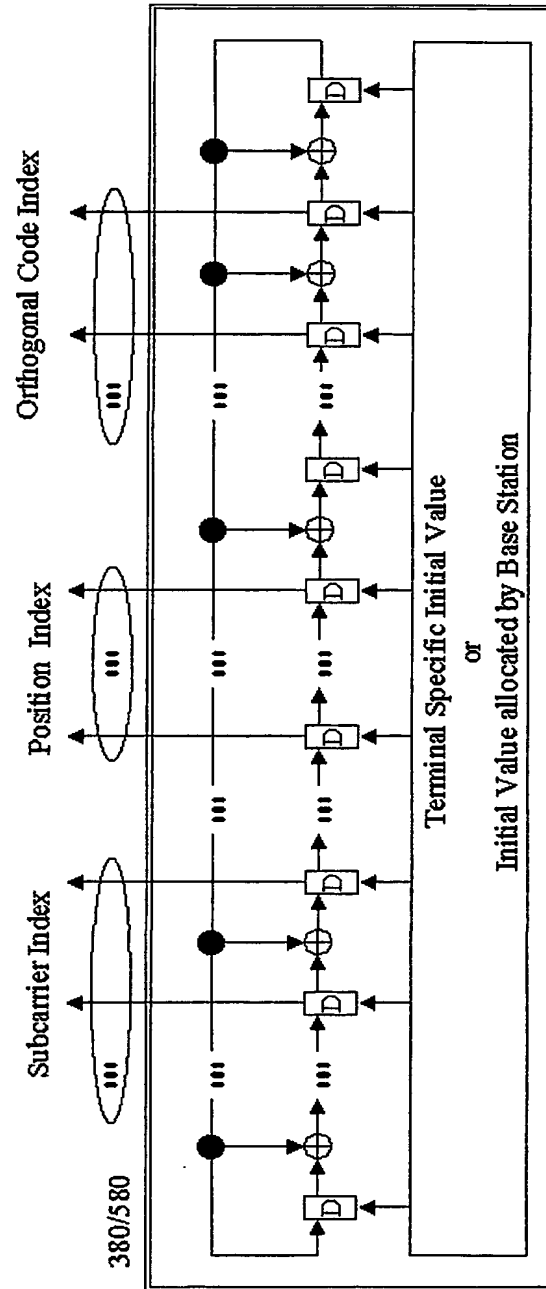 380/580
Subcarrier Index
Position Index
Orthogonal Code Index
D
D
D
D
D
D
D
D
D
Terminal Specific Initial Value
or
Initial Value allocated by Base Station